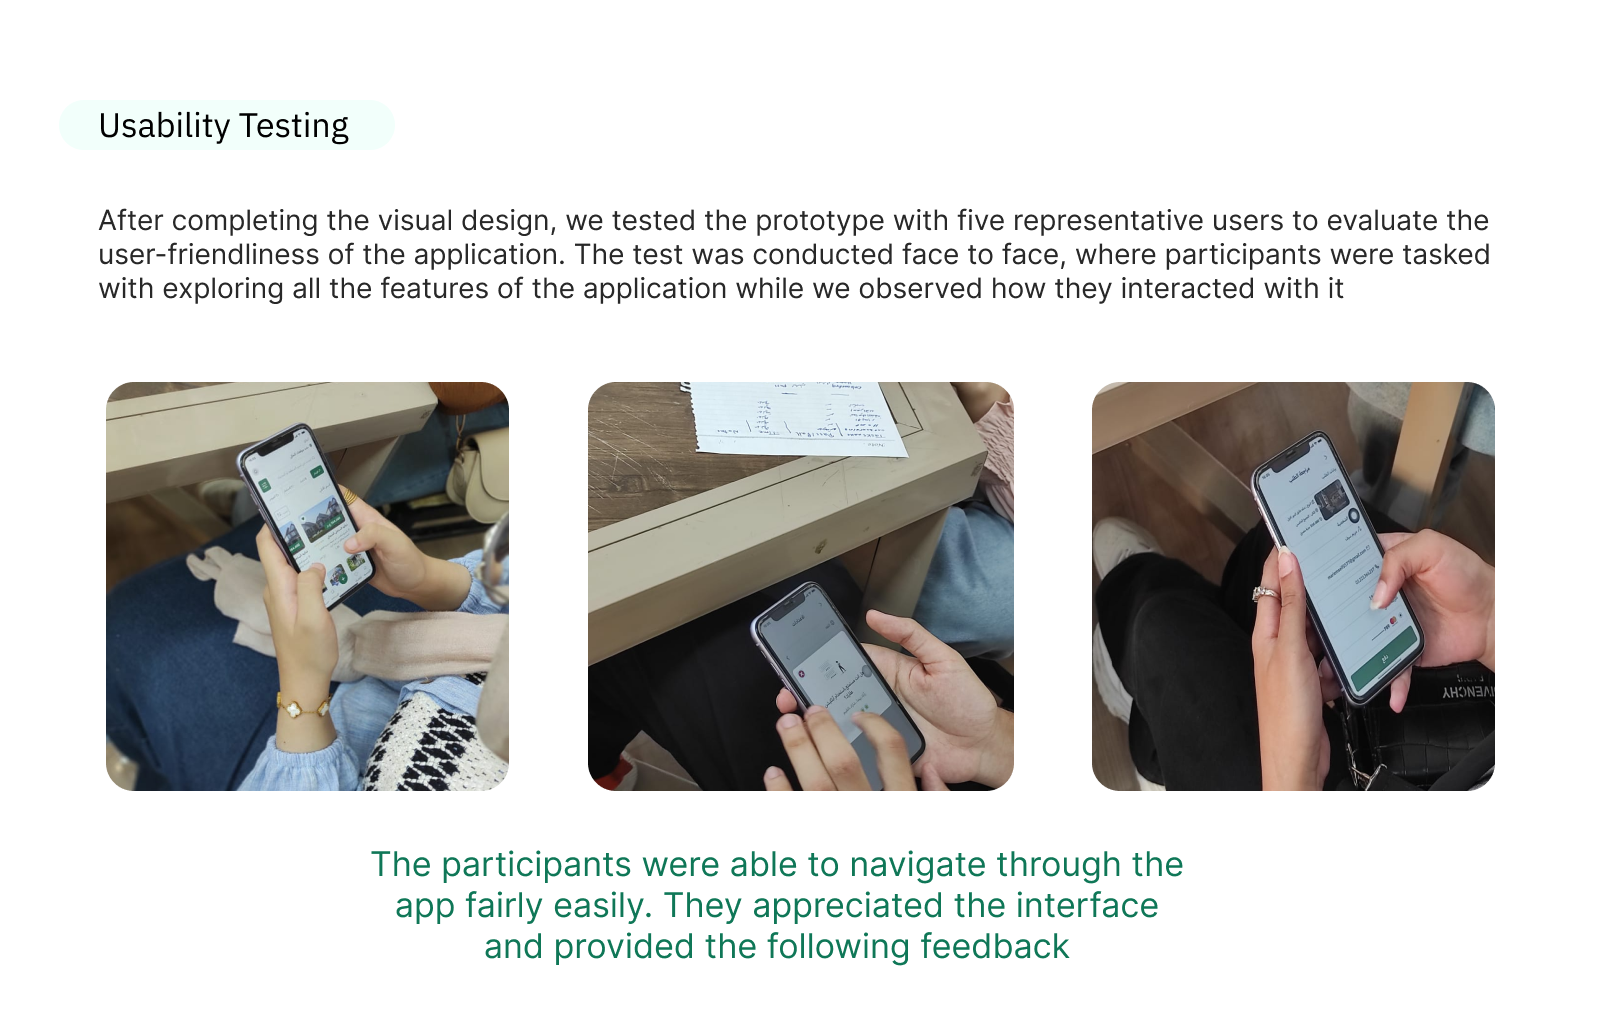 Usability Testing
After completing the visual design, we tested the prototype with five representative users to evaluate the
user-friendliness of the application. The test was conducted face to face, where participants were tasked
with exploring all the features of the application while we observed how they interacted with it
مراجعة الطلب
GIVENCHY
The participants were able to navigate through the
app fairly easily. They appreciated the interface
and provided the following feedback